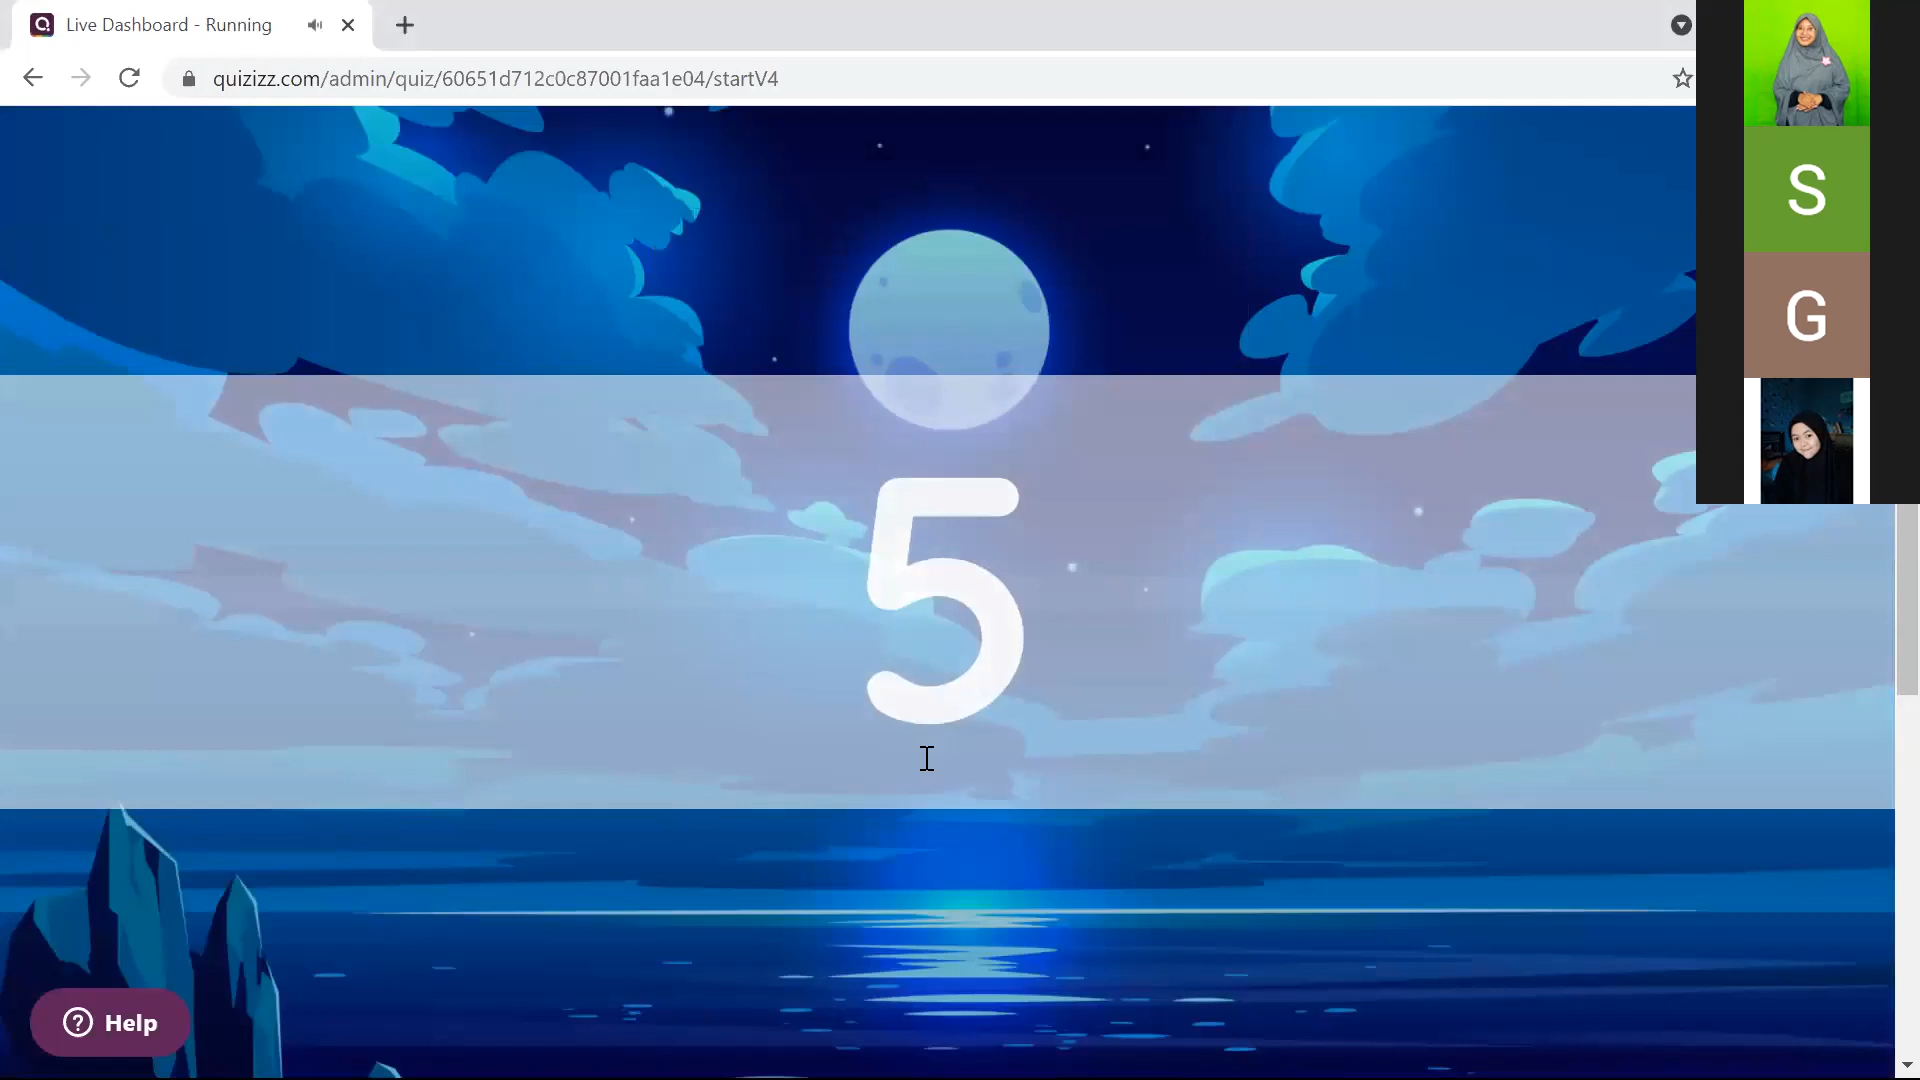 Live Dashboard - Running
quizizz.com/admin/quiz/60651d712c0c87001faa1e04/startV4
S
G
5
Help